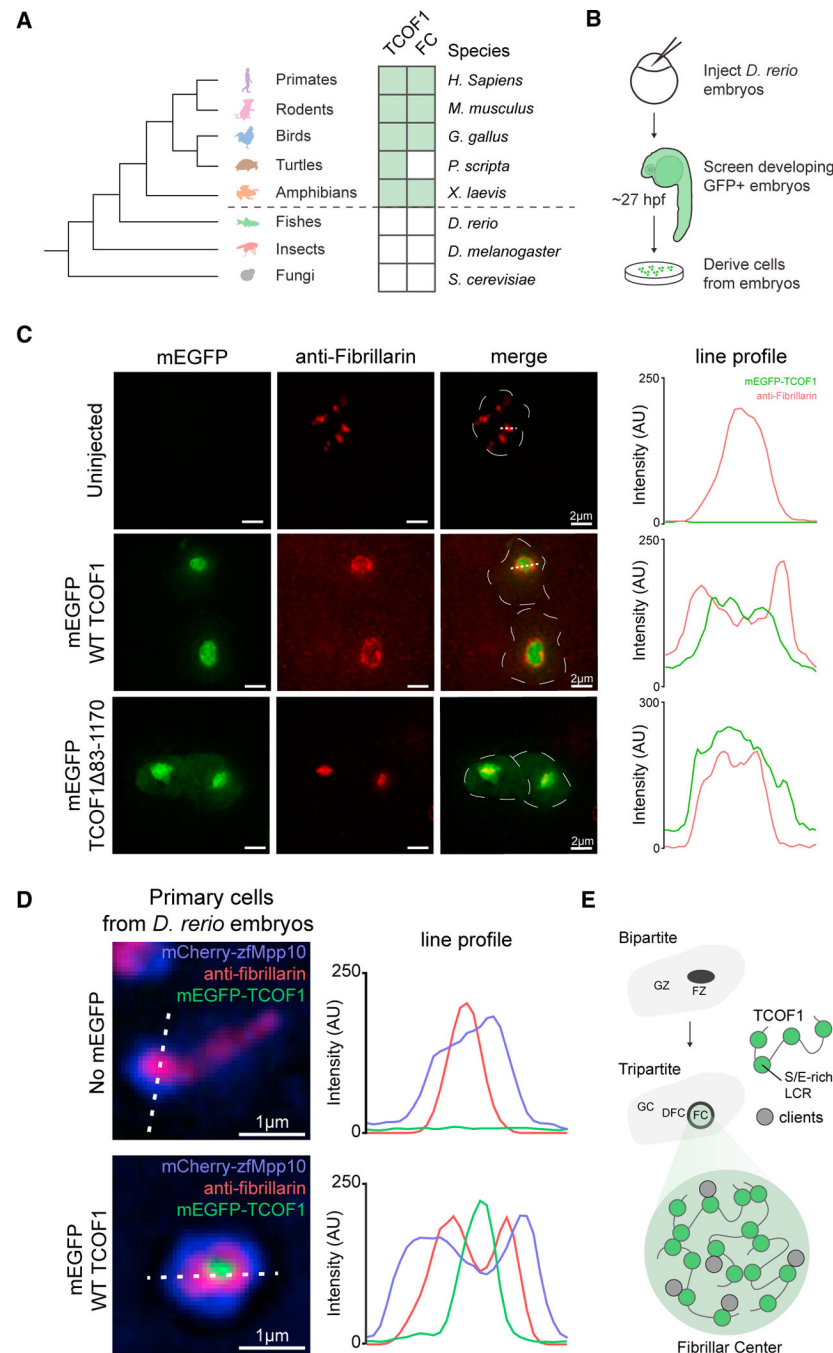 A
TCOF1
FC
Species
Primates
H. Sapiens
Rodents
M. musculus
Birds
G. gallus
Turtles
P. scripta
Amphibians
X. laevis
Fishes
D. rerio
Insects
D. melanogaster
Fungi
S. cerevisiae
B
Inject D. rerio
embryos
Screen developing
GFP+ embryos
~27 hpf
Derive cells
from embryos
C
mEGFP
anti-Fibrillarin
merge
line profile
Uninjected
2µm
250
mEGFP-TCOF1
anti-Fibrillarin
Intensity (AU)
0
mEGFP
WT TCOF1
2µm
250
Intensity (AU)
0
mEGFP
TCOF1Δ83-1170
2µm
300
Intensity (AU)
0
D
Primary cells
from D. rerio embryos
line profile
No mEGFP
mCherry-zfMpp10
anti-fibrillarin
mEGFP-TCOF1
1µm
250
Intensity (AU)
0
mEGFP
WT TCOF1
mCherry-zfMpp10
anti-fibrillarin
mEGFP-TCOF1
1µm
250
Intensity (AU)
0
E
Bipartite
GZ
FZ
TCOF1
S/E-rich
LCR
Tripartite
GC
DFC
FC
clients
Fibrillar Center